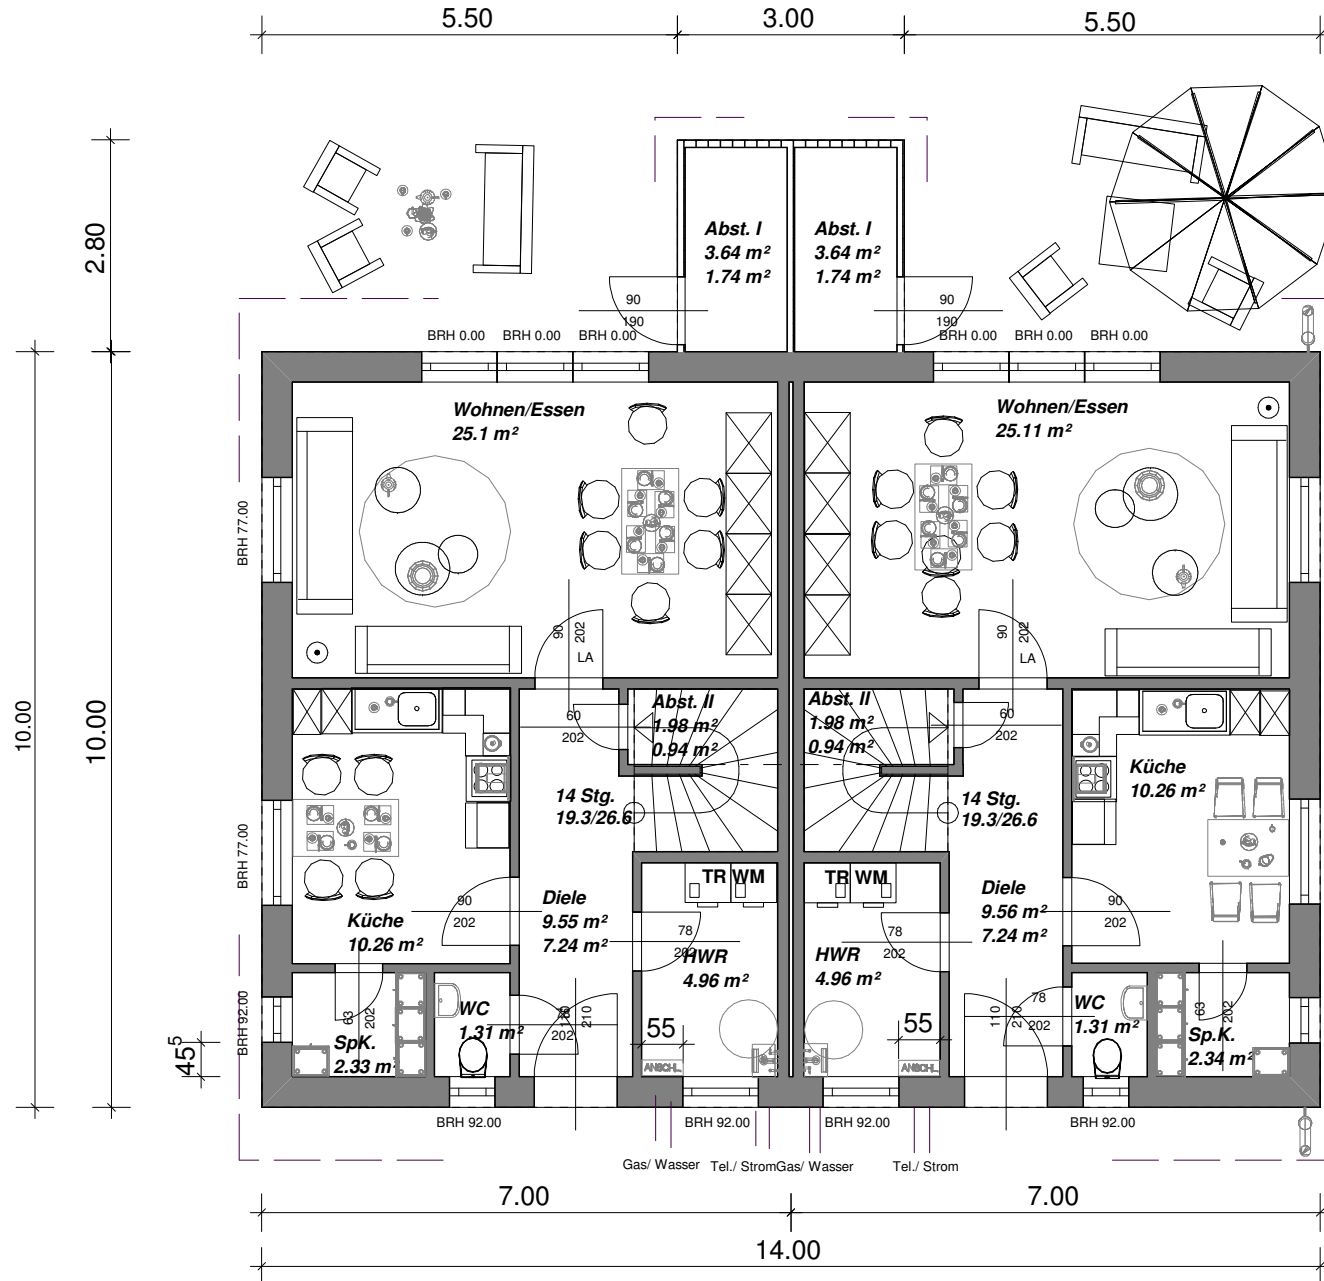 5.50
3.00
5.50
2.80
10.00
10.00
45⁵
Abst. I
3.64 m²
1.74 m²
Abst. I
3.64 m²
1.74 m²
90
190
90
190
BRH 0.00
BRH 0.00
BRH 0.00
BRH 0.00
BRH 0.00
BRH 0.00
Wohnen/Essen
25.1 m²
Wohnen/Essen
25.11 m²
BRH 77.00
90
202
LA
90
202
LA
Abst. II
1.98 m²
0.94 m²
Abst. II
1.98 m²
0.94 m²
60
202
60
202
14 Stg.
19.3/26.6
14 Stg.
19.3/26.6
Küche
10.26 m²
BRH 77.00
TR WM
TR WM
Diele
9.55 m²
7.24 m²
Diele
9.56 m²
7.24 m²
Küche
10.26 m²
90
202
90
202
78
202
78
202
HWR
4.96 m²
HWR
4.96 m²
BRH 92.00
63
202
SpK.
2.33 m²
WC
1.31 m²
202
210
55
55
ANSCHL.
ANSCHL.
110
210
78
202
WC
1.31 m²
63
202
Sp.K.
2.34 m²
BRH 92.00
BRH 92.00
BRH 92.00
BRH 92.00
Gas/ Wasser
Tel./ Strom
Gas/ Wasser
Tel./ Strom
7.00
7.00
14.00